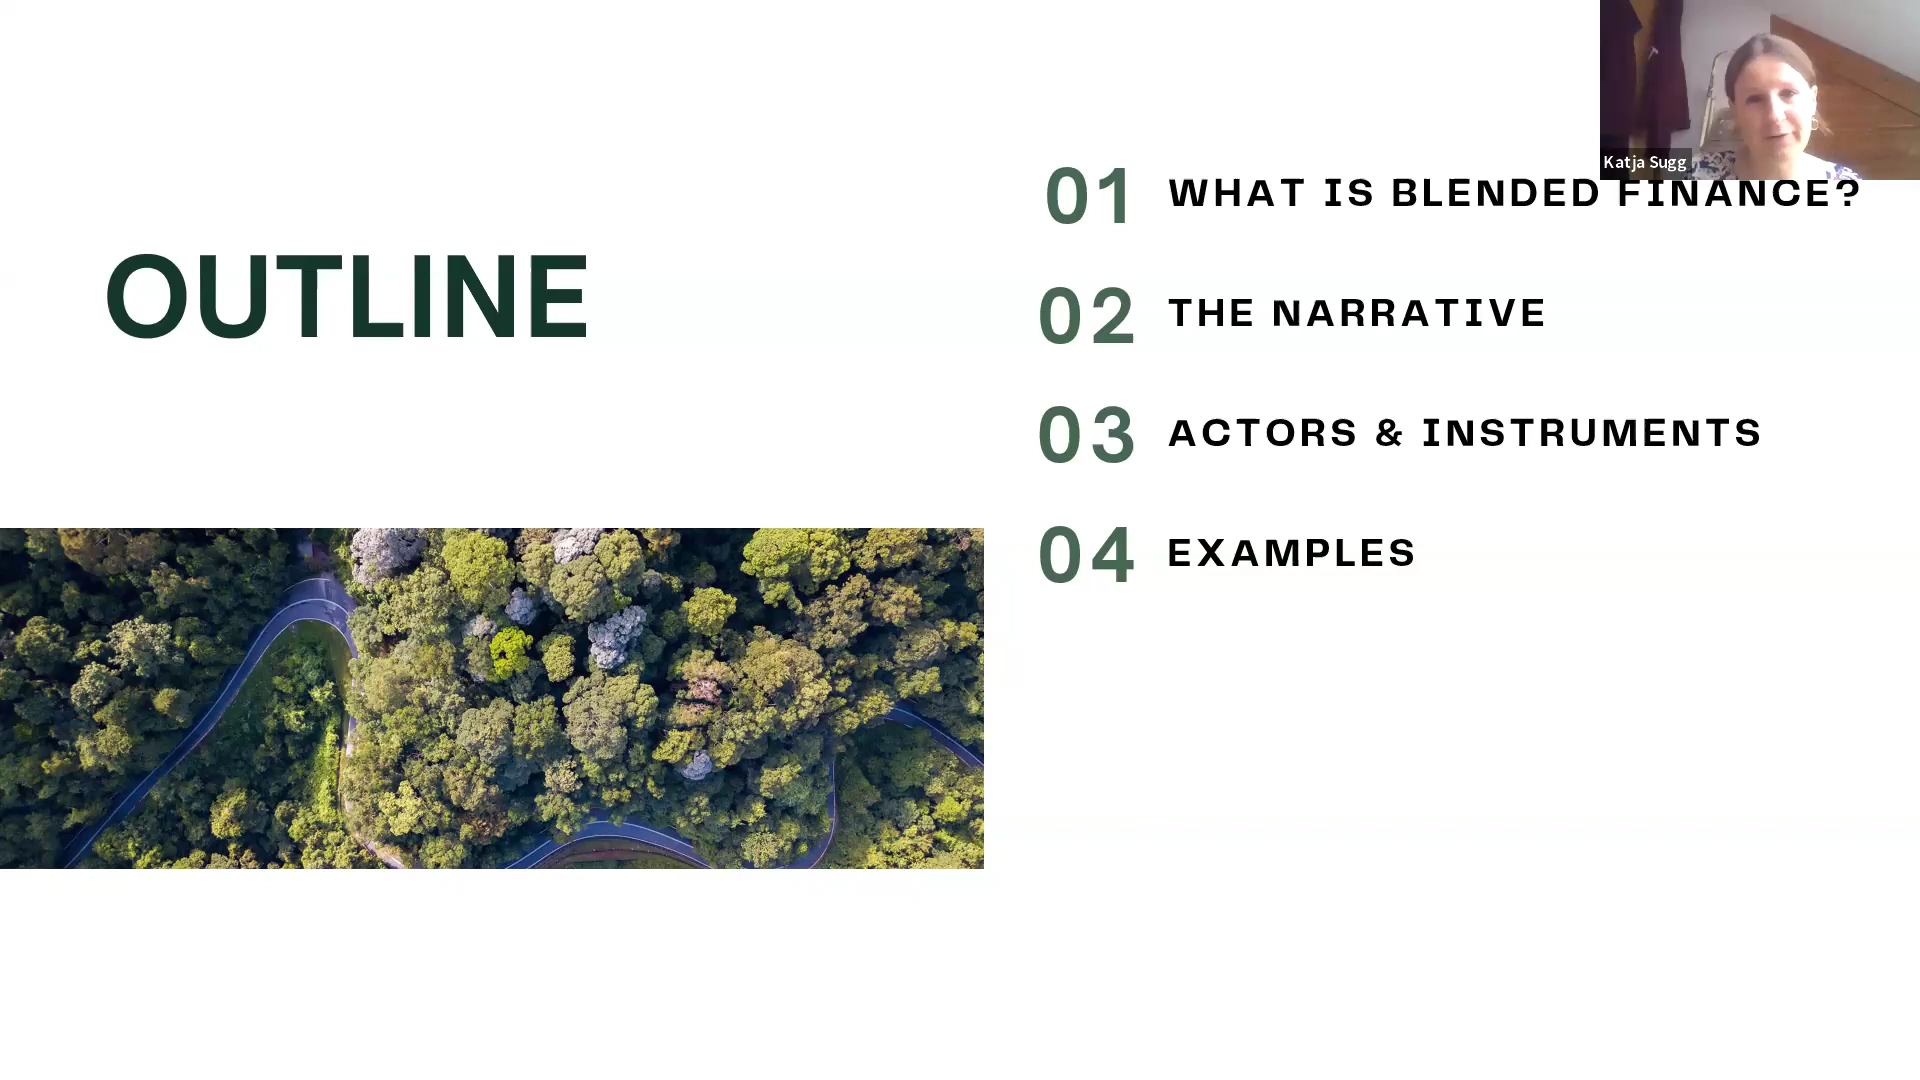 OUTLINE
01 WHAT IS BLENDED FINANCE?
02 THE NARRATIVE
03 ACTORS & INSTRUMENTS
04 EXAMPLES
Katja Sugg